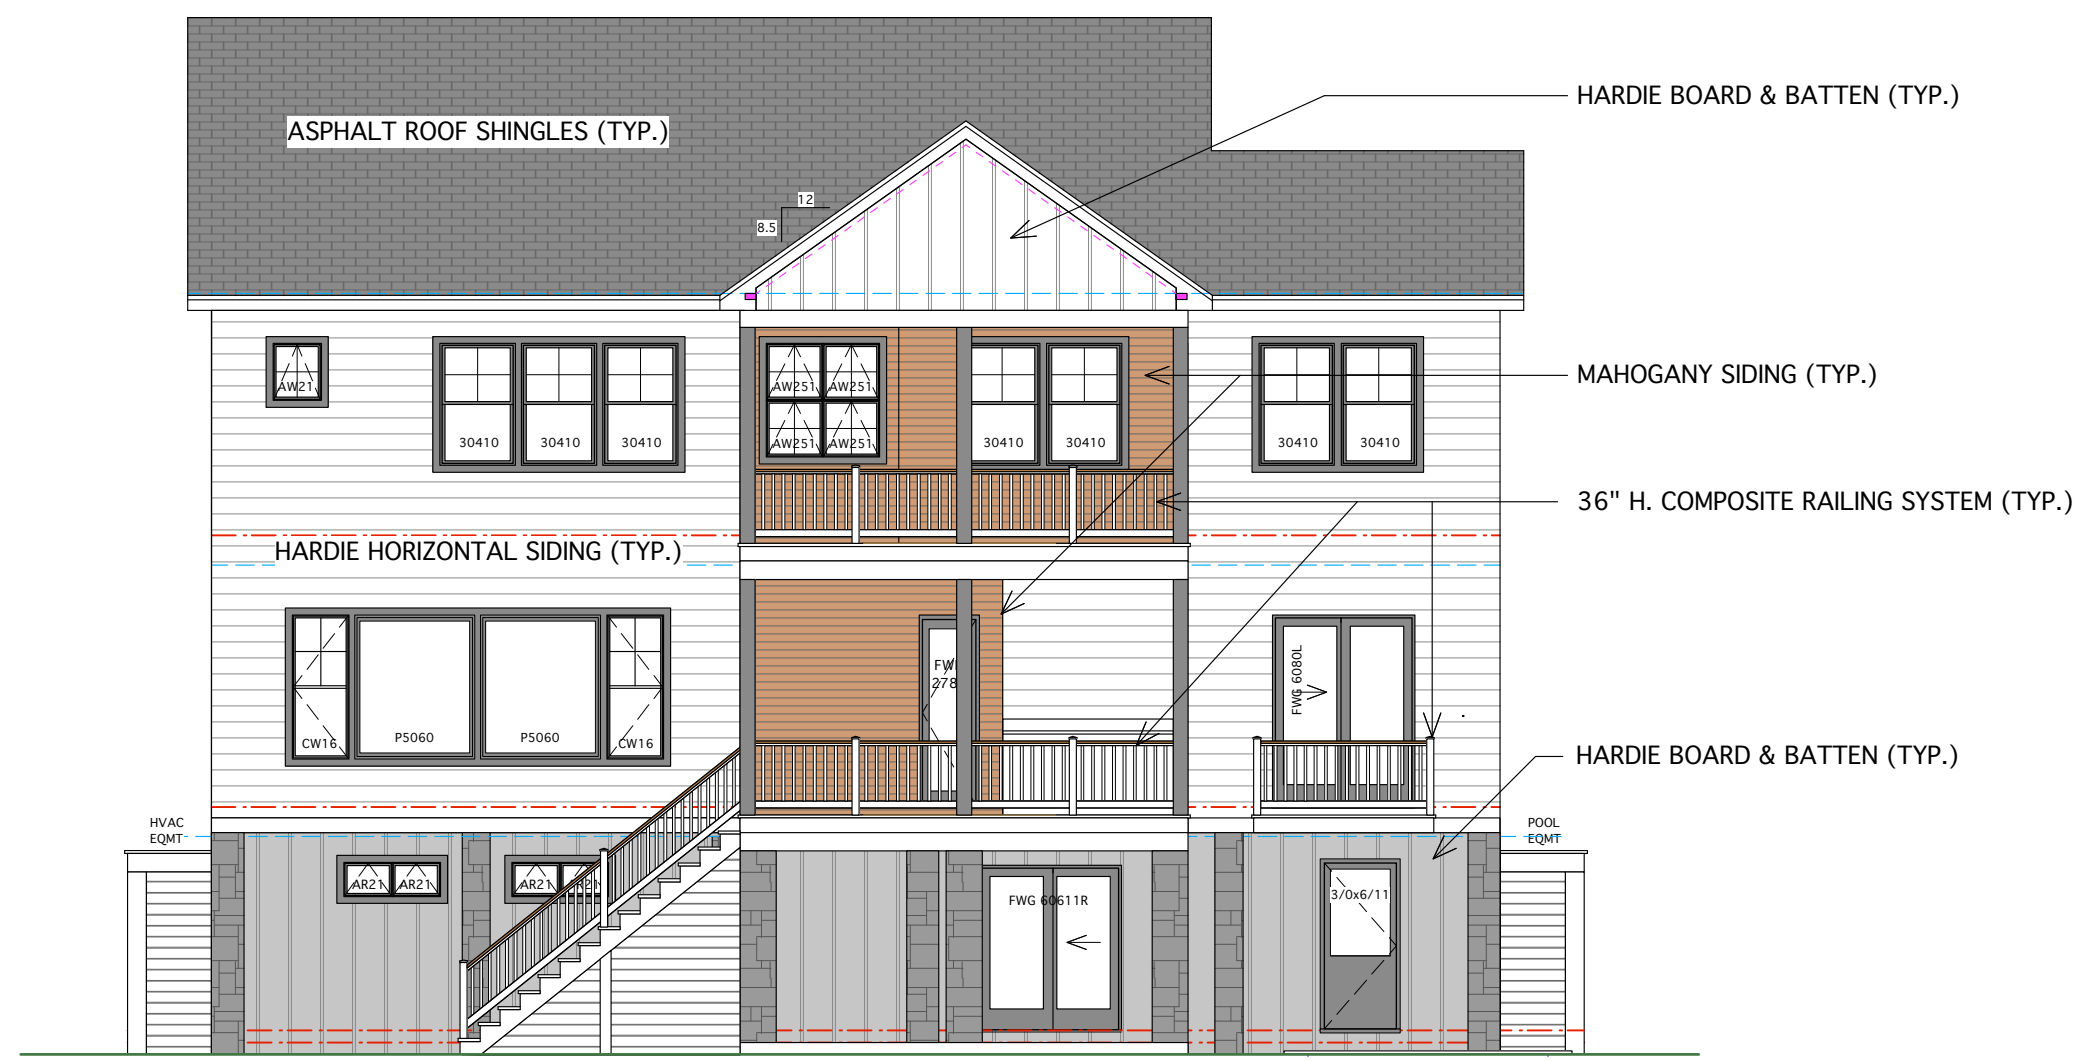 HARDIE BOARD & BATTEN (TYP.)
ASPHALT ROOF SHINGLES (TYP.)
12
8.5
MAHOGANY SIDING (TYP.)
AW21
AW251 AW251
30410 30410 30410
AW251 AW251
30410 30410
30410 30410
36" H. COMPOSITE RAILING SYSTEM (TYP.)
HARDIE HORIZONTAL SIDING (TYP.)
FWG 6080L
278
CW16 P5060 P5060 CW16
HARDIE BOARD & BATTEN (TYP.)
HVAC
EQMT
POOL
EQMT
AR21 AR21 AR21
3/0x6/11
FWG 60611R